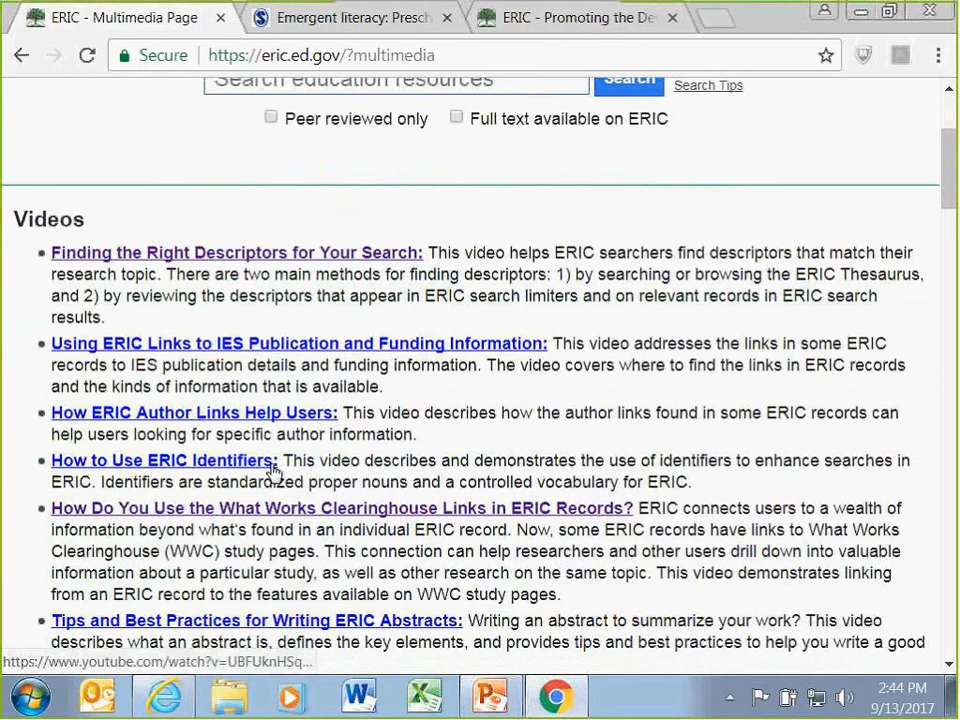 ERIC - Multimedia Page
Emergent literacy: Presch
ERIC - Promoting the De
Secure
https://eric.ed.gov/?multimedia
Search education resources
Search
Search Tips
Peer reviewed only
Full text available on ERIC
Videos
Finding the Right Descriptors for Your Search: This video helps ERIC searchers find descriptors that match their
research topic. There are two main methods for finding descriptors: 1) by searching or browsing the ERIC Thesaurus,
and 2) by reviewing the descriptors that appear in ERIC search limiters and on relevant records in ERIC search
results.
Using ERIC Links to IES Publication and Funding Information: This video addresses the links in some ERIC
records to IES publication details and funding information. The video covers where to find the links in ERIC records
and the kinds of information that is available.
How ERIC Author Links Help Users: This video describes how the author links found in some ERIC records can
help users looking for specific author information.
How to Use ERIC Identifiers: This video describes and demonstrates the use of identifiers to enhance searches in
ERIC. Identifiers are standardized proper nouns and a controlled vocabulary for ERIC.
How Do You Use the What Works Clearinghouse Links in ERIC Records? ERIC connects users to a wealth of
information beyond what's found in an individual ERIC record. Now, some ERIC records have links to What Works
Clearinghouse (WWC) study pages. This connection can help researchers and other users drill down into valuable
information about a particular study, as well as other research on the same topic. This video demonstrates linking
from an ERIC record to the features available on WWC study pages.
Tips and Best Practices for Writing ERIC Abstracts: Writing an abstract to summarize your work? This video
describes what an abstract is, defines the key elements, and provides tips and best practices to help you write a good
https://www.youtube.com/watch?v=UBFUknHSq...
2:44 PM
9/13/2017